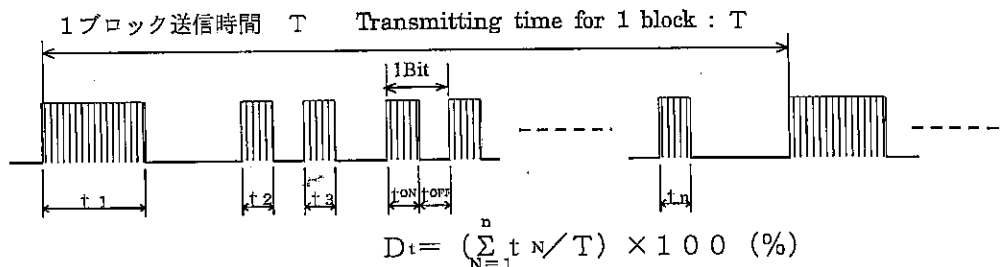 1ブロック送信時間 T Transmitting time for 1 block : T
1Bit
t1 t2 t3 tON tOFF tn
Dt= (n∑N=1 tN/T) ×100 (%)